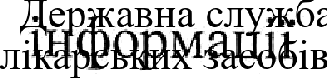 Державна служба
інформації
лікарських засобів